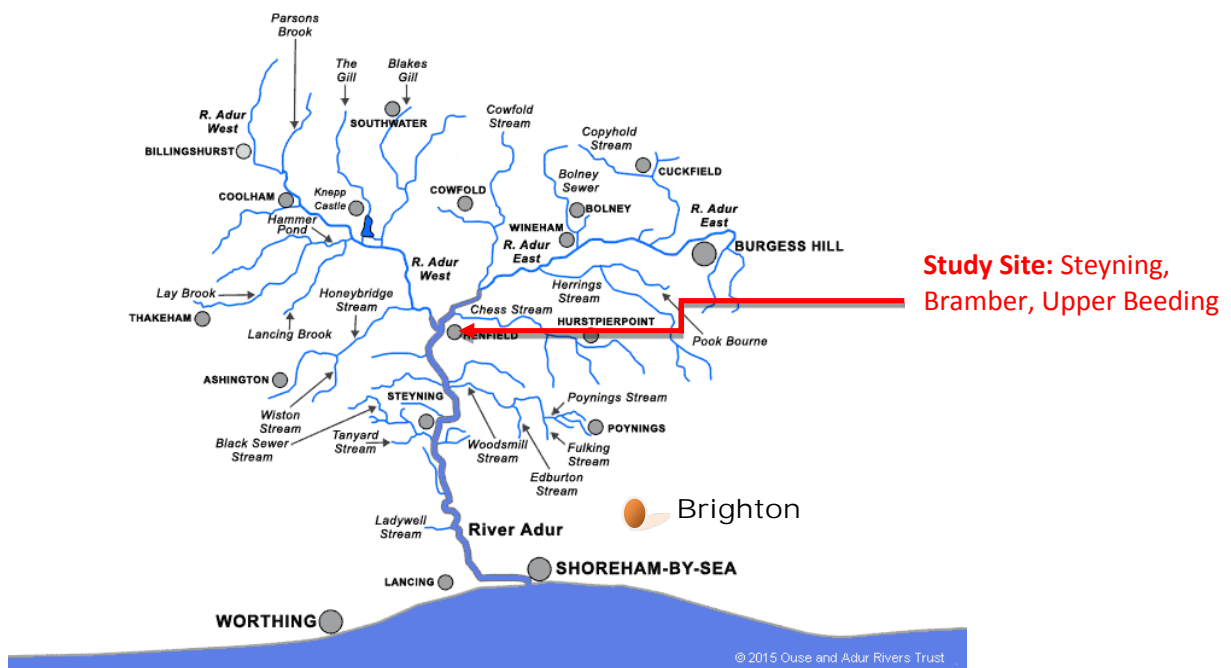 Parsons
Brook
The
Gill
Blakes
Gill
SOUTHWATER
Cowfold
Stream
R. Adur
West
BILLINGSHURST
Copyhold
Stream
CUCKFIELD
COOLHAM
Knepp
Castle
COWFOLD
Bolney
Sewer
BOLNEY
Hammer
Pond
WINEHAM
R. Adur
East
R. Adur
East
BURGESS HILL
R. Adur
West
Study Site: Steyning,
Bramber, Upper Beeding
Lay Brook
Honeybridge
Stream
Herrings
Stream
THAKEHAM
Lancing Brook
Chess Stream
HURSTPIERPOINT
HENFIELD
Pook Bourne
ASHINGTON
Wiston
Stream
STEYNING
Poynings Stream
POYNINGS
Black Sewer
Stream
Tanyard
Stream
Woodsmill
Stream
Fulking
Stream
Edburton
Stream
Brighton
Ladywell
Stream
River Adur
LANCING
SHOREHAM-BY-SEA
WORTHING
© 2015 Ouse and Adur Rivers Trust